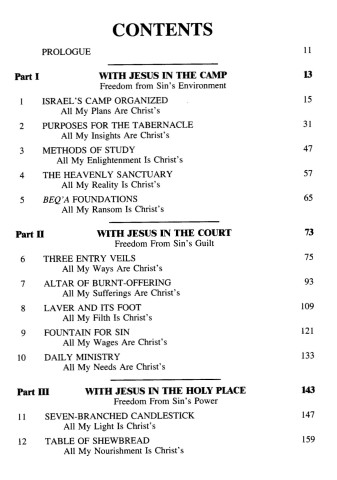 CONTENTS
PROLOGUE 11
Part I WITH JESUS IN THE CAMP 13
Freedom from Sin's Environment
1 ISRAEL'S CAMP ORGANIZED 15
All My Plans Are Christ's
2 PURPOSES FOR THE TABERNACLE 31
All My Insights Are Christ's
3 METHODS OF STUDY 47
All My Enlightenment Is Christ's
4 THE HEAVENLY SANCTUARY 57
All My Reality Is Christ's
5 BEQ'A FOUNDATIONS 65
All My Ransom Is Christ's
Part II WITH JESUS IN THE COURT 73
Freedom From Sin's Guilt
6 THREE ENTRY VEILS 75
All My Ways Are Christ's
7 ALTAR OF BURNT-OFFERING 93
All My Sufferings Are Christ's
8 LAVER AND ITS FOOT 109
All My Filth Is Christ's
9 FOUNTAIN FOR SIN 121
All My Wages Are Christ's
10 DAILY MINISTRY 133
All My Needs Are Christ's
Part III WITH JESUS IN THE HOLY PLACE 143
Freedom From Sin's Power
11 SEVEN-BRANCHED CANDLESTICK 147
All My Light Is Christ's
12 TABLE OF SHEWBREAD 159
All My Nourishment Is Christ's